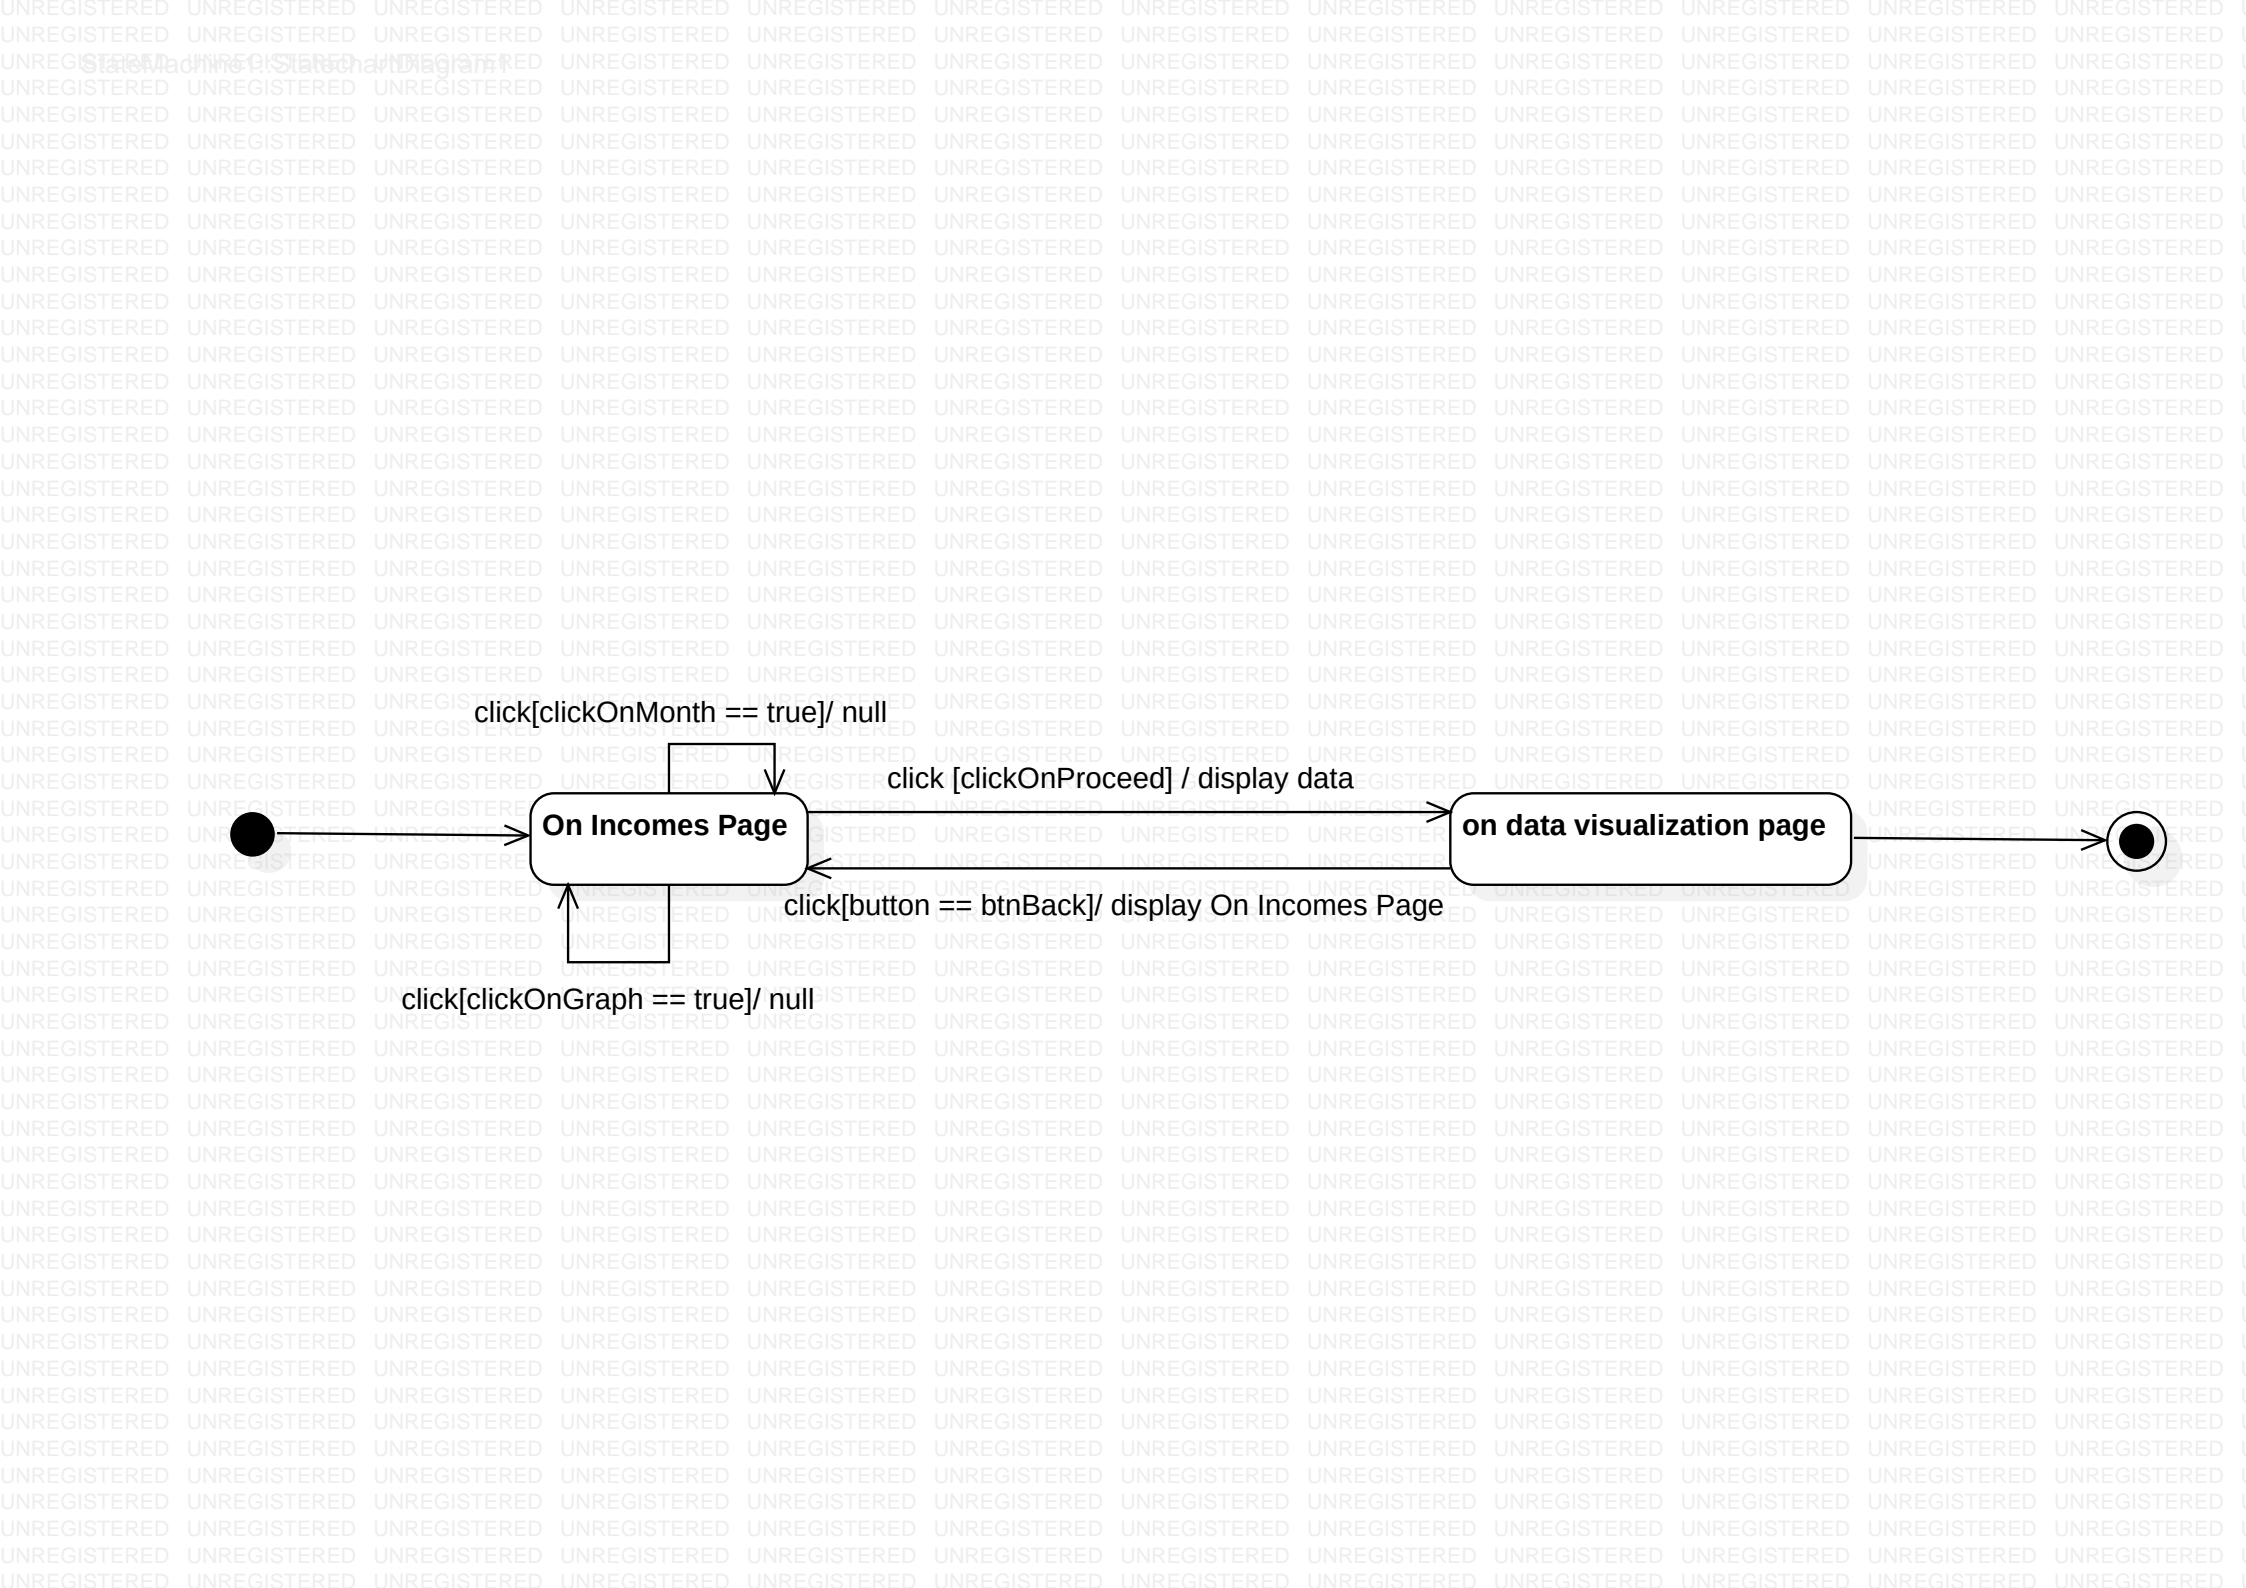 StateMachine1::StatechartDiagram1
click[clickOnMonth == true]/ null
click [clickOnProceed] / display data
On Incomes Page
on data visualization page
click[button == btnBack]/ display On Incomes Page
click[clickOnGraph == true]/ null
UNREGISTERED